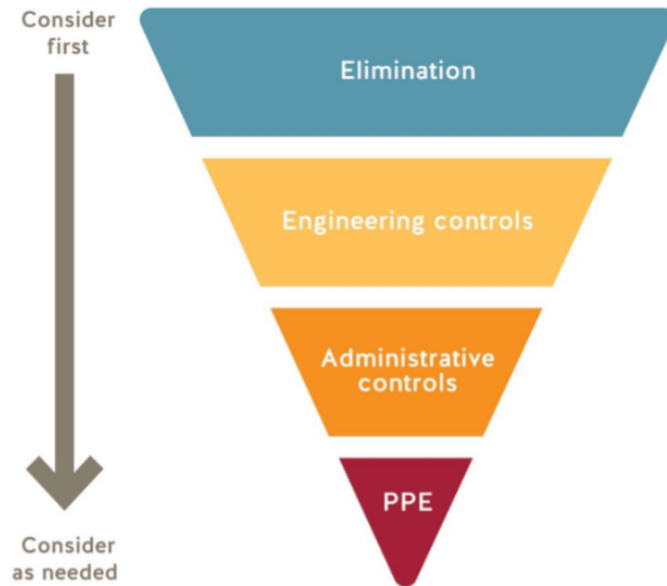 Consider
first
Elimination
Engineering controls
Administrative
controls
PPE
Consider
as needed